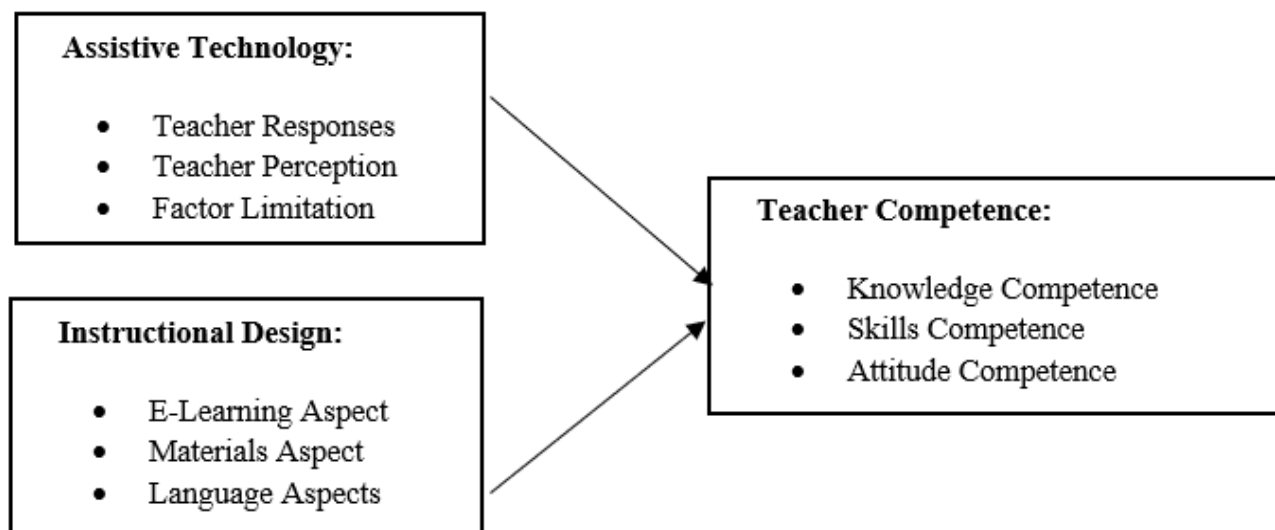 Assistive Technology:
• Teacher Responses
• Teacher Perception
• Factor Limitation
Instructional Design:
• E-Learning Aspect
• Materials Aspect
• Language Aspects
Teacher Competence:
• Knowledge Competence
• Skills Competence
• Attitude Competence